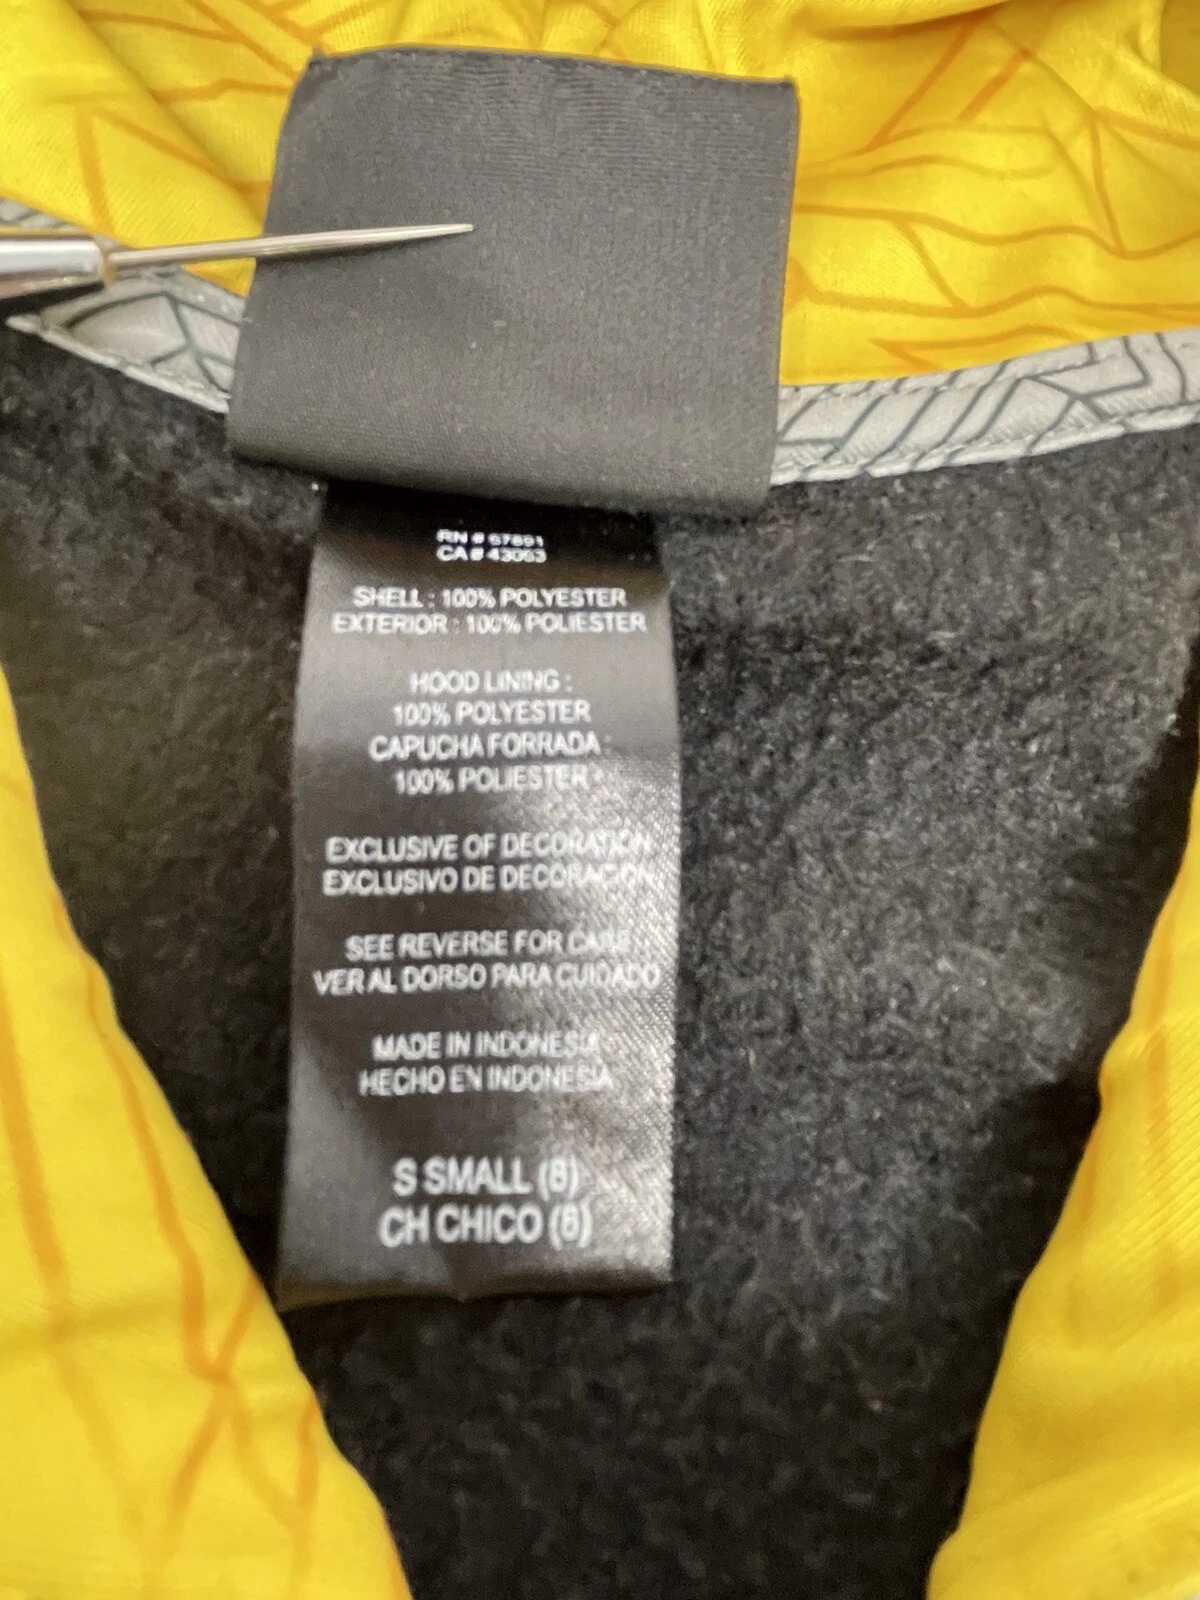 RN # 57891
CA # 43063
SHELL : 100% POLYESTER
EXTERIOR : 100% POLIESTER
HOOD LINING :
100% POLYESTER
CAPUCHA FORRADA :
100% POLIESTER
EXCLUSIVE OF DECORATION
EXCLUSIVO DE DECORACION
SEE REVERSE FOR CARE
VER AL DORSO PARA CUIDADO
MADE IN INDONESIA
HECHO EN INDONESIA
S SMALL (8)
CH CHICO (8)